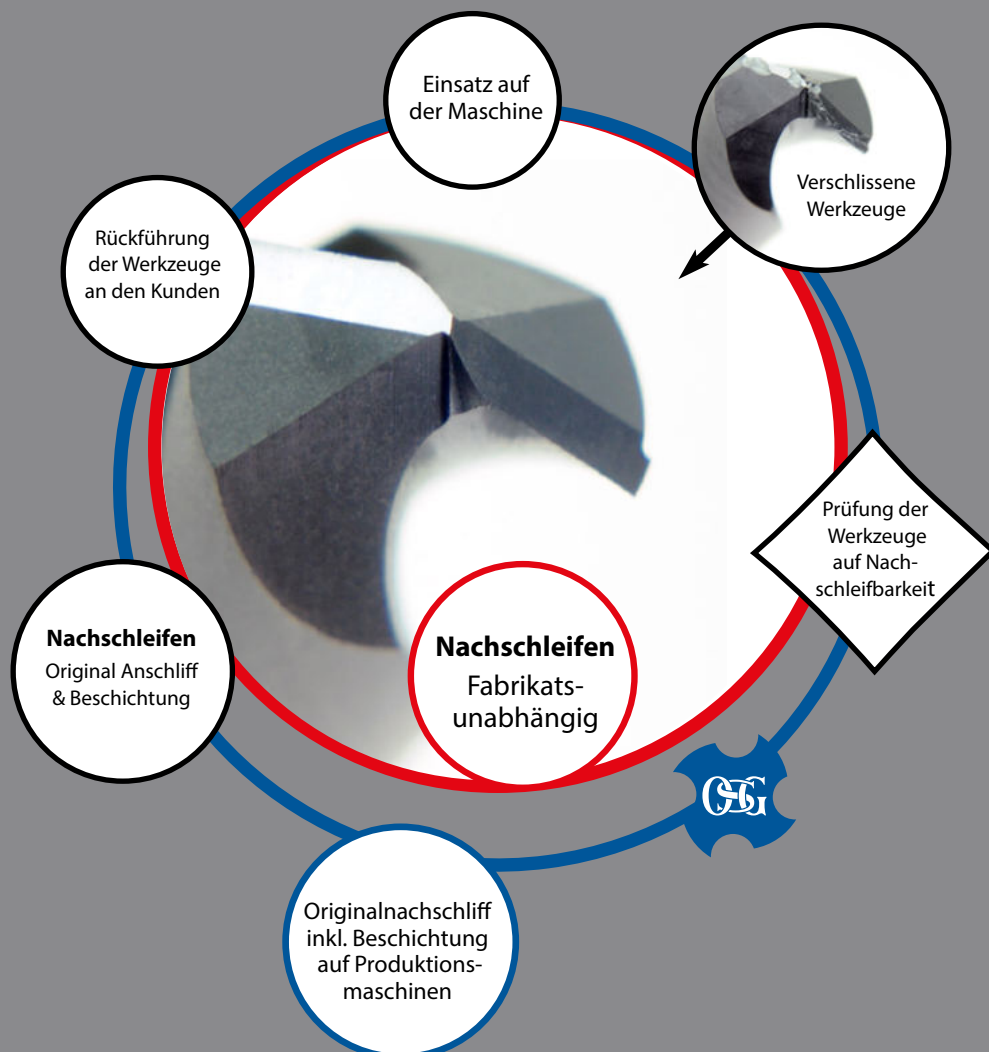 Einsatz auf
der Maschine
Verschlissene
Werkzeuge
Rückführung
der Werkzeuge
an den Kunden
Prüfung der
Werkzeuge
auf Nach-
schleifbarkeit
Nachschleifen
Original Anschliff
& Beschichtung
Nachschleifen
Fabrikats-
unabhängig
OSG
Originalnachschliff
inkl. Beschichtung
auf Produktions-
maschinen